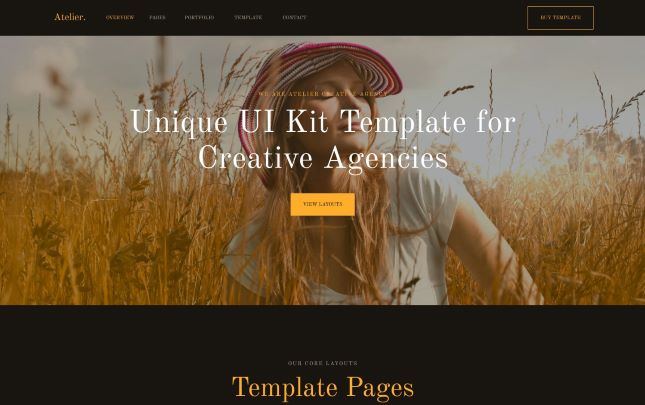 Atelier.
OVERVIEW PAGES PORTFOLIO TEMPLATE CONTACT
BUY TEMPLATE
WE ARE ATELIER CREATIVE AGENCY
Unique UI Kit Template for
Creative Agencies
VIEW LAYOUTS
OUR CORE LAYOUTS
Template Pages